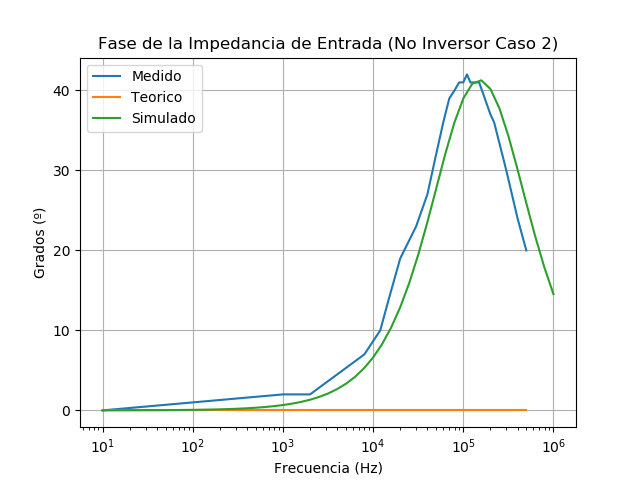 Fase de la Impedancia de Entrada (No Inversor Caso 2)
Medido
Teorico
Simulado
Grados (º)
40
30
20
10
0
10¹
10²
10³
10⁴
10⁵
10⁶
Frecuencia (Hz)